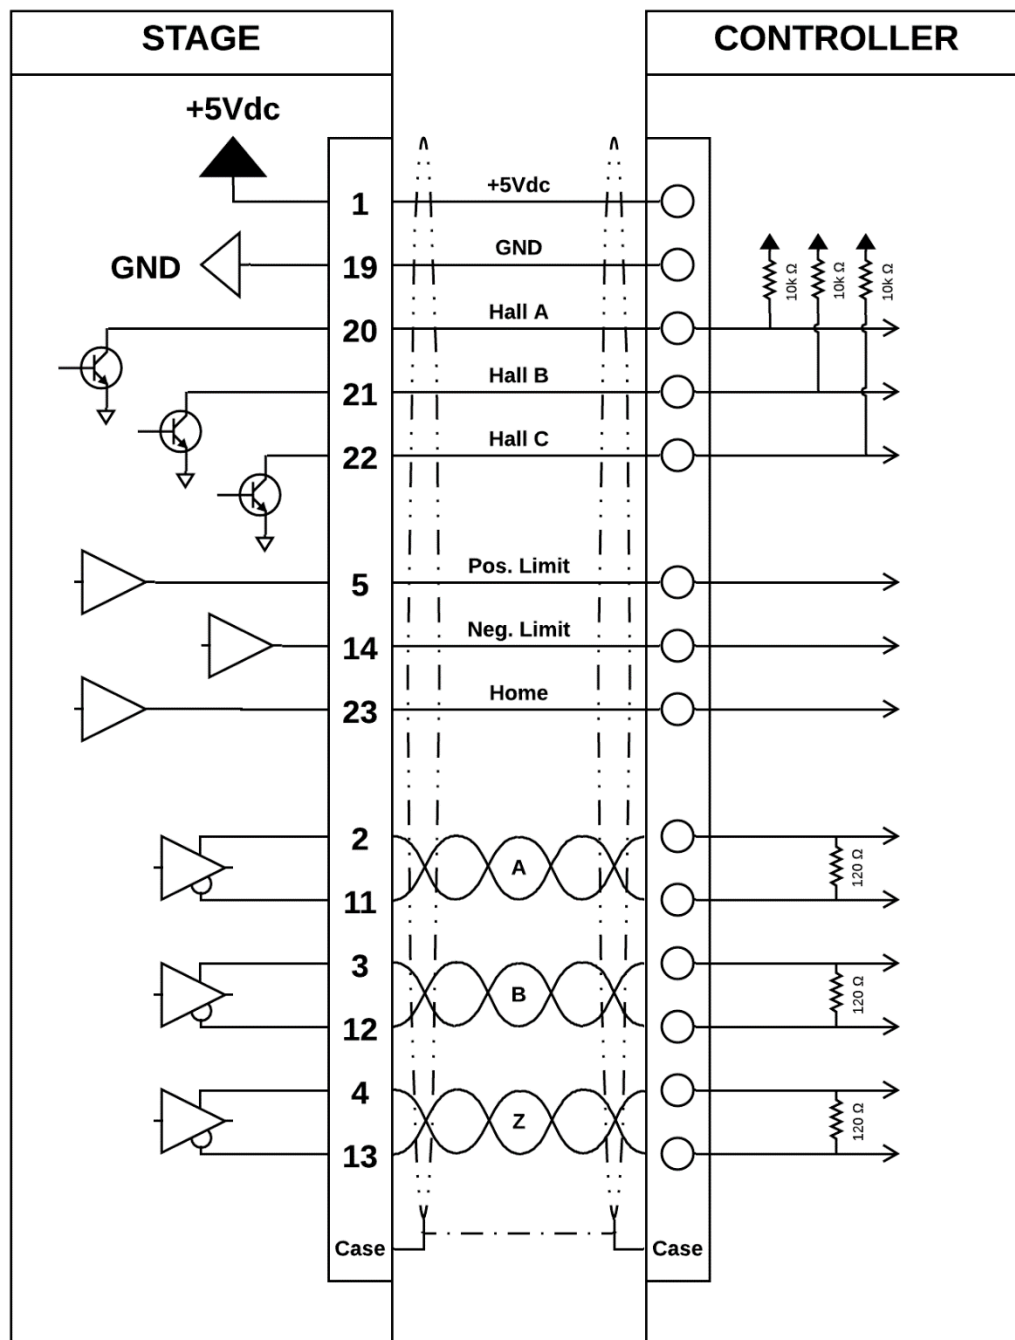 STAGE
CONTROLLER
+5Vdc
1
+5Vdc
GND
19
GND
10k Ω
10k Ω
10k Ω
20
Hall A
21
Hall B
22
Hall C
5
Pos. Limit
14
Neg. Limit
23
Home
2
A
120 Ω
11
3
B
120 Ω
12
4
Z
120 Ω
13
Case
Case